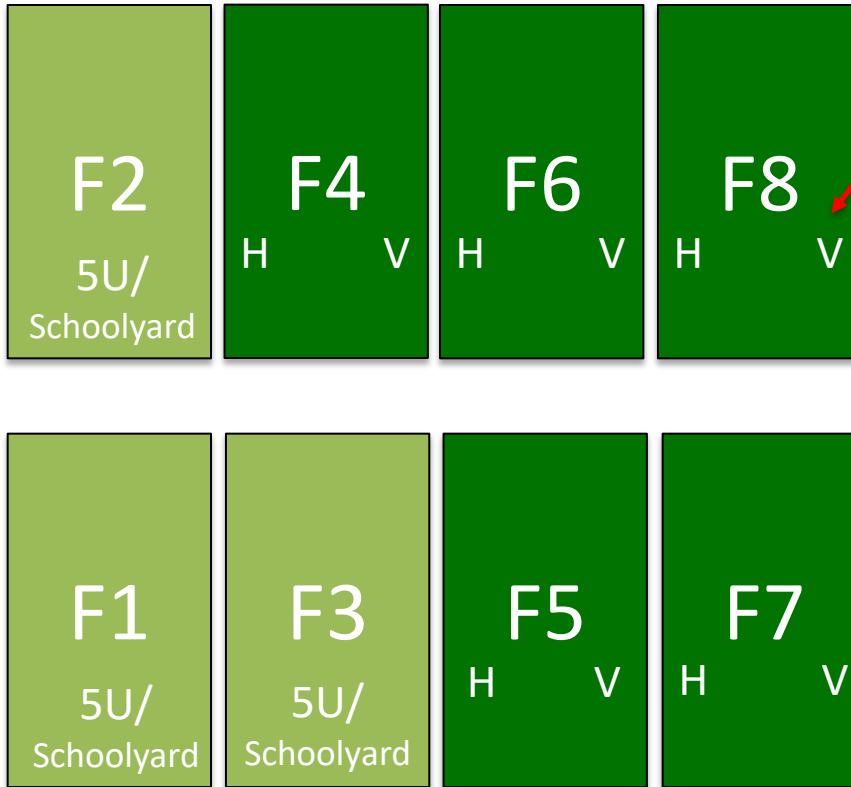 F2
5U/
Schoolyard
F4
H V
F6
H V
F8
H V
F1
5U/
Schoolyard
F3
5U/
Schoolyard
F5
H V
F7
H V